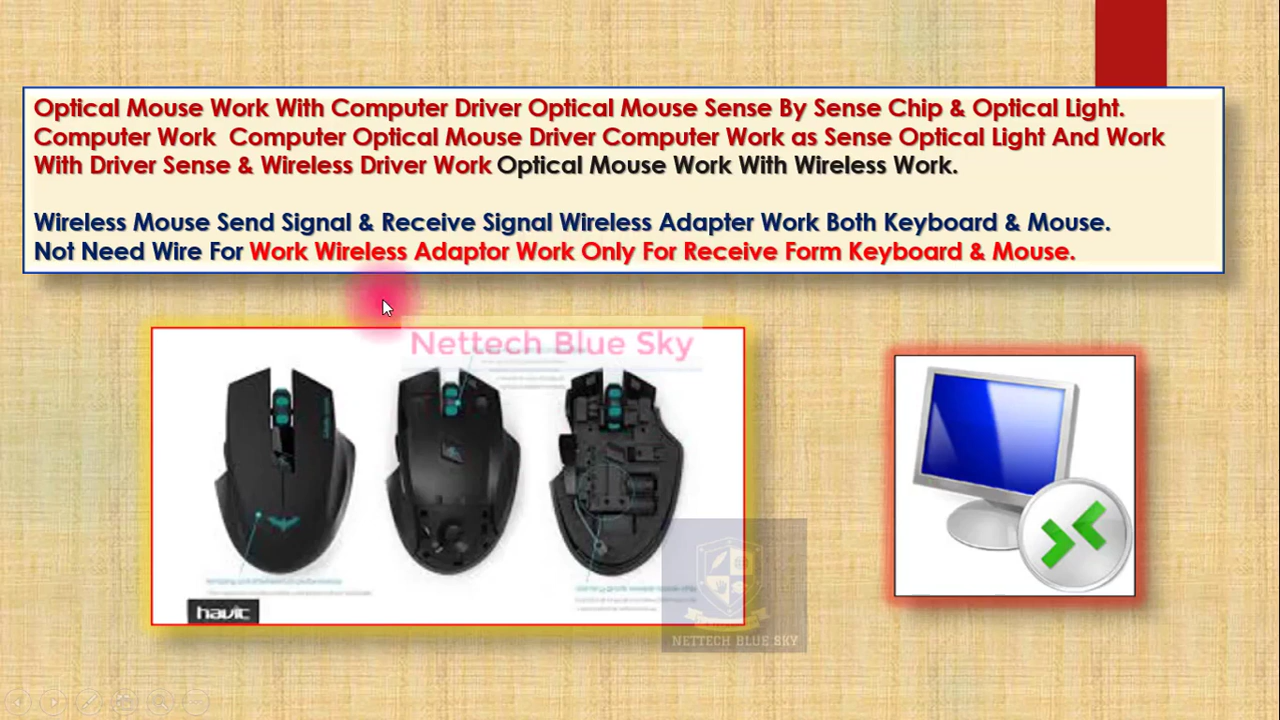 Optical Mouse Work With Computer Driver Optical Mouse Sense By Sense Chip & Optical Light.
Computer Work Computer Optical Mouse Driver Computer Work as Sense Optical Light And Work
With Driver Sense & Wireless Driver Work Optical Mouse Work With Wireless Work.
Wireless Mouse Send Signal & Receive Signal Wireless Adapter Work Both Keyboard & Mouse.
Not Need Wire For Work Wireless Adaptor Work Only For Receive Form Keyboard & Mouse.
Nettech Blue Sky
havic
NETTECH BLUE SKY